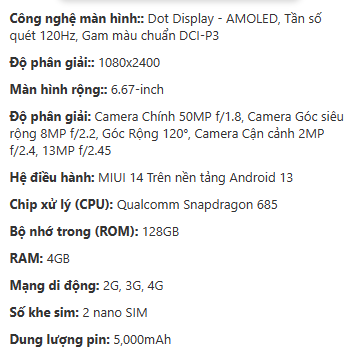 Công nghệ màn hình:: Dot Display - AMOLED, Tần số
quét 120Hz, Gam màu chuẩn DCI-P3
Độ phân giải:: 1080x2400
Màn hình rộng:: 6.67-inch
Độ phân giải: Camera Chính 50MP f/1.8, Camera Góc siêu
rộng 8MP f/2.2, Góc Rộng 120°, Camera Cận cảnh 2MP
f/2.4, 13MP f/2.45
Hệ điều hành: MIUI 14 Trên nền tảng Android 13
Chip xử lý (CPU): Qualcomm Snapdragon 685
Bộ nhớ trong (ROM): 128GB
RAM: 4GB
Mạng di động: 2G, 3G, 4G
Số khe sim: 2 nano SIM
Dung lượng pin: 5,000mAh